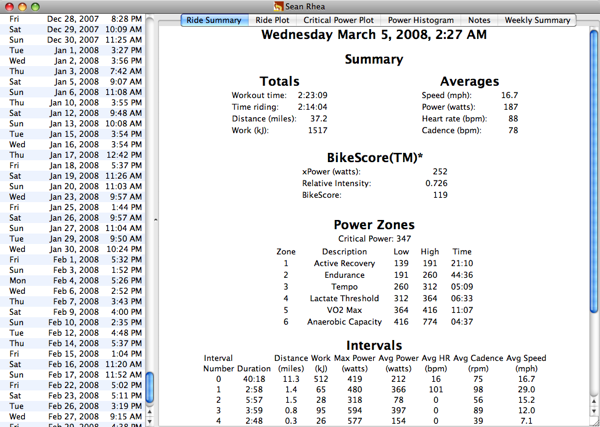 Sean Rhea
Ride Summary Ride Plot Critical Power Plot Power Histogram Notes Weekly Summary
Fri Dec 28, 2007 8:28 PM
Sat Dec 29, 2007 10:09 AM
Sun Dec 30, 2007 11:25 AM
Tue Jan 1, 2008 3:27 PM
Wed Jan 2, 2008 3:56 PM
Thu Jan 3, 2008 7:42 AM
Sat Jan 5, 2008 9:07 AM
Sun Jan 6, 2008 11:08 AM
Thu Jan 10, 2008 3:55 PM
Sat Jan 12, 2008 9:48 AM
Sun Jan 13, 2008 10:08 AM
Tue Jan 15, 2008 3:54 PM
Wed Jan 16, 2008 3:54 PM
Thu Jan 17, 2008 12:42 PM
Fri Jan 18, 2008 5:37 PM
Sat Jan 19, 2008 11:26 AM
Sun Jan 20, 2008 11:03 AM
Wed Jan 23, 2008 9:57 AM
Fri Jan 25, 2008 1:44 PM
Sat Jan 26, 2008 9:57 AM
Sun Jan 27, 2008 11:04 AM
Tue Jan 29, 2008 9:50 AM
Wed Jan 30, 2008 10:24 PM
Fri Feb 1, 2008 5:32 PM
Sun Feb 3, 2008 1:52 PM
Mon Feb 4, 2008 5:26 PM
Wed Feb 6, 2008 2:52 PM
Thu Feb 7, 2008 3:43 PM
Sat Feb 9, 2008 4:00 PM
Sun Feb 10, 2008 2:35 PM
Tue Feb 12, 2008 4:48 PM
Thu Feb 14, 2008 5:37 PM
Fri Feb 15, 2008 1:04 PM
Sat Feb 16, 2008 11:20 AM
Sun Feb 17, 2008 11:52 AM
Fri Feb 22, 2008 5:02 PM
Sat Feb 23, 2008 5:11 PM
Tue Feb 26, 2008 3:19 PM
Wed Feb 27, 2008 9:15 AM
Wednesday March 5, 2008, 2:27 AM
Summary
Totals
Workout time: 2:23:09
Time riding: 2:14:04
Distance (miles): 37.2
Work (kJ): 1517
Averages
Speed (mph): 16.7
Power (watts): 187
Heart rate (bpm): 88
Cadence (rpm): 78
BikeScore(TM)*
xPower (watts): 252
Relative Intensity: 0.726
BikeScore: 119
Power Zones
Critical Power: 347
Zone Description Low High Time
1 Active Recovery 139 191 21:10
2 Endurance 191 260 44:36
3 Tempo 260 312 05:09
4 Lactate Threshold 312 364 06:33
5 VO2 Max 364 416 11:07
6 Anaerobic Capacity 416 774 04:37
Intervals
Interval Distance Work Max Power Avg Power Avg HR Avg Cadence Avg Speed
Number Duration (miles) (kJ) (watts) (watts) (bpm) (rpm) (mph)
0 40:18 11.3 512 419 212 16 75 16.7
1 2:58 1.4 65 480 366 101 98 29.0
2 5:57 1.5 28 318 78 0 56 15.2
3 3:59 0.8 95 594 397 0 89 12.0
4 2:48 0.3 26 577 154 0 39 7.1